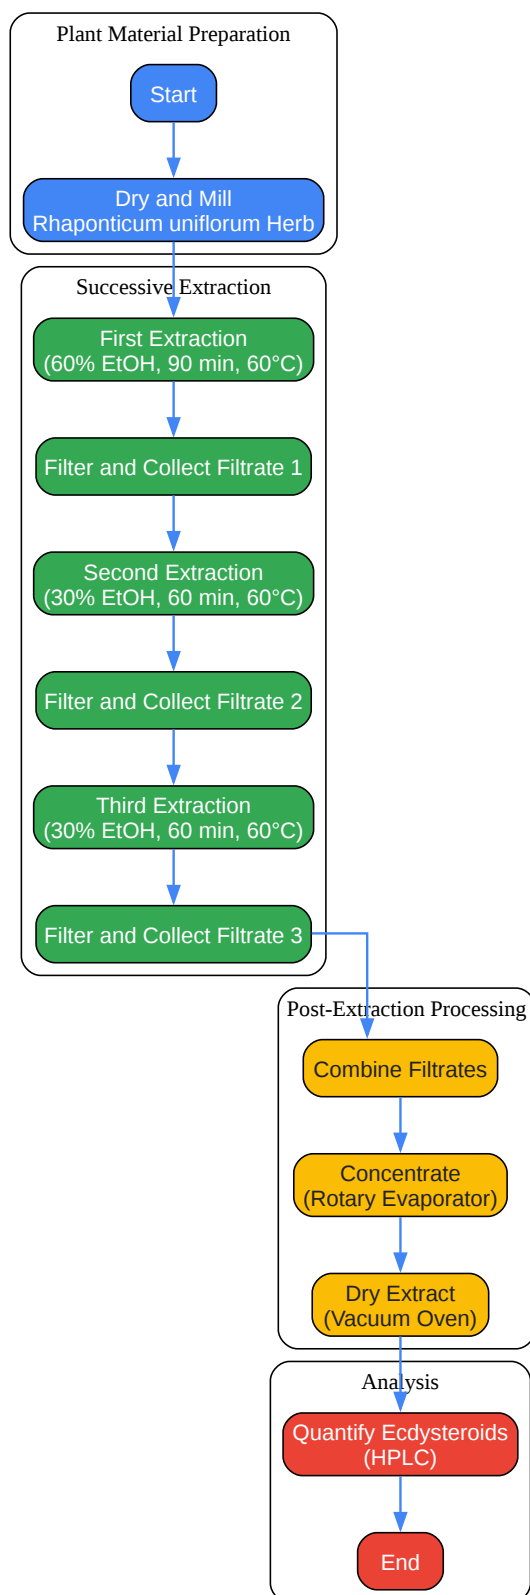 Plant Material Preparation
Start
Dry and Mill
Rhaponticum uniflorum Herb
Successive Extraction
First Extraction
(60% EtOH, 90 min, 60°C)
Filter and Collect Filtrate 1
Second Extraction
(30% EtOH, 60 min, 60°C)
Filter and Collect Filtrate 2
Third Extraction
(30% EtOH, 60 min, 60°C)
Filter and Collect Filtrate 3
Post-Extraction Processing
Combine Filtrates
Concentrate
(Rotary Evaporator)
Dry Extract
(Vacuum Oven)
Analysis
Quantify Ecdysteroids
(HPLC)
End